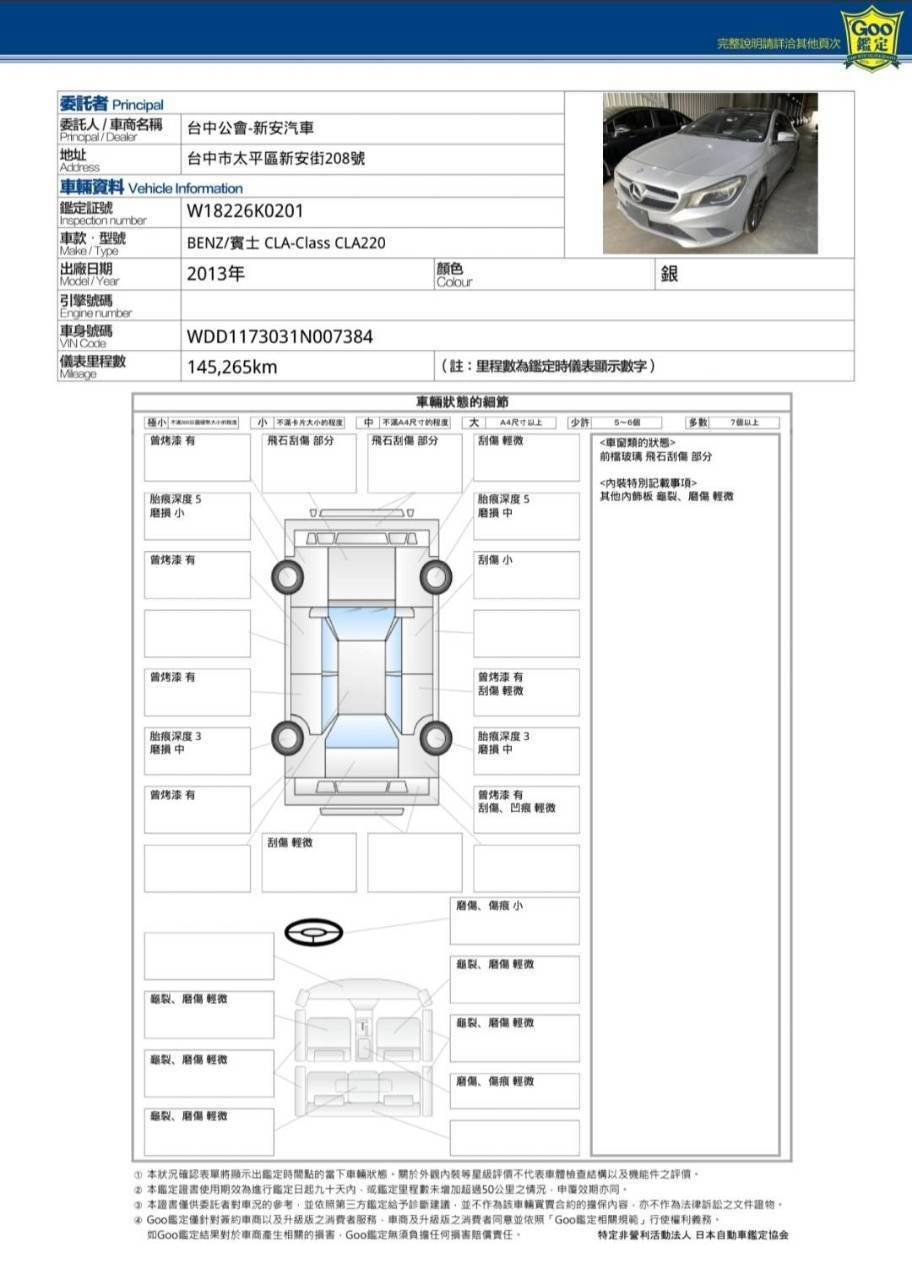 完整說明請詳洽其他頁次
Goo
鑑定
委託者 Principal
委託人 / 車商名稱
Principal / Dealer
台中公會-新安汽車
地址
Address
台中市太平區新安街208號
車輛資料 Vehicle Information
鑑定証號
Inspection number
W18226K0201
車款 · 型號
Make / Type
BENZ/賓士 CLA-Class CLA220
出廠日期
Model / Year
2013年
顏色
Colour
銀
引擎號碼
Engine number
車身號碼
VIN Code
WDD1173031N007384
儀表里程數
Mileage
145,265km
（註：里程數為鑑定時儀表顯示數字）
車輛狀態的細節
極小
小 不滿卡片大小的程度
中 不滿A4尺寸的程度
大 A4尺寸以上
少許 5～6個
多數 7個以上
曾烤漆 有
飛石刮傷 部分
飛石刮傷 部分
刮傷 輕微
<車窗類的狀態>
前檔玻璃 飛石刮傷 部分
<內裝特別記載事項>
其他內飾板 龜裂、磨傷 輕微
胎痕深度 5
磨損 小
胎痕深度 5
磨損 中
曾烤漆 有
刮傷 小
曾烤漆 有
曾烤漆 有
刮傷 輕微
胎痕深度 3
磨損 中
胎痕深度 3
磨損 中
曾烤漆 有
曾烤漆 有
刮傷、凹痕 輕微
刮傷 輕微
磨傷、傷痕 小
龜裂、磨傷 輕微
龜裂、磨傷 輕微
龜裂、磨傷 輕微
龜裂、磨傷 輕微
磨傷、傷痕 輕微
龜裂、磨傷 輕微
① 本狀況確認表單將顯示出鑑定時間點的當下車輛狀態。關於外觀內裝等星級評價不代表車體檢查結構以及機能件之評價。
② 本鑑定證書使用期效為進行鑑定日起九十天內，或鑑定里程數未增加超過50公里之情況，申覆效期亦同。
③ 本證書僅供委託者對車況的參考，並依照第三方鑑定給予診斷建議，並不作為該車輛買賣合約的擔保內容，亦不作為法律訴訟之文件證物。
④ Goo鑑定僅針對簽約車商以及升級版之消費者服務，車商及升級版之消費者同意並依照「Goo鑑定相關規範」行使權利義務。
如Goo鑑定結果對於車商產生相關的損害，Goo鑑定無須負擔任何損害賠償責任。
特定非營利活動法人 日本自動車鑑定協会